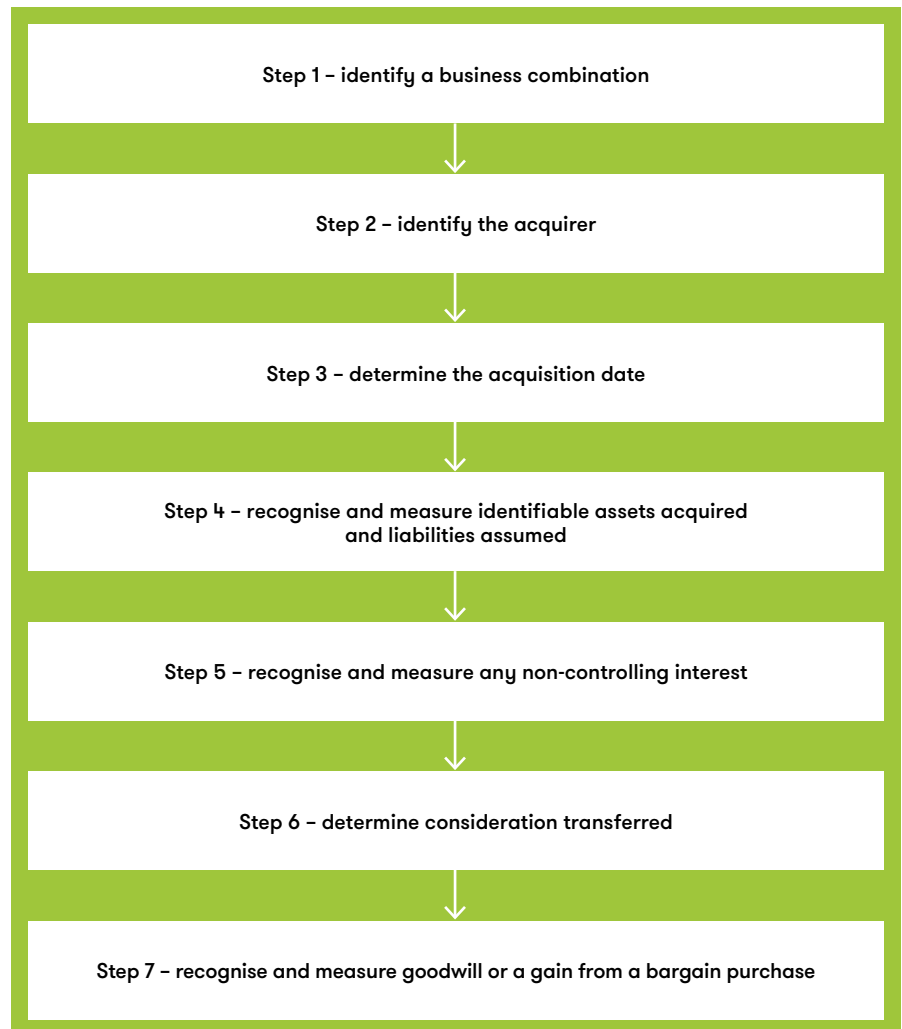 Step 1 – identify a business combination
Step 2 – identify the acquirer
Step 3 – determine the acquisition date
Step 4 – recognise and measure identifiable assets acquired
and liabilities assumed
Step 5 – recognise and measure any non-controlling interest
Step 6 – determine consideration transferred
Step 7 – recognise and measure goodwill or a gain from a bargain purchase